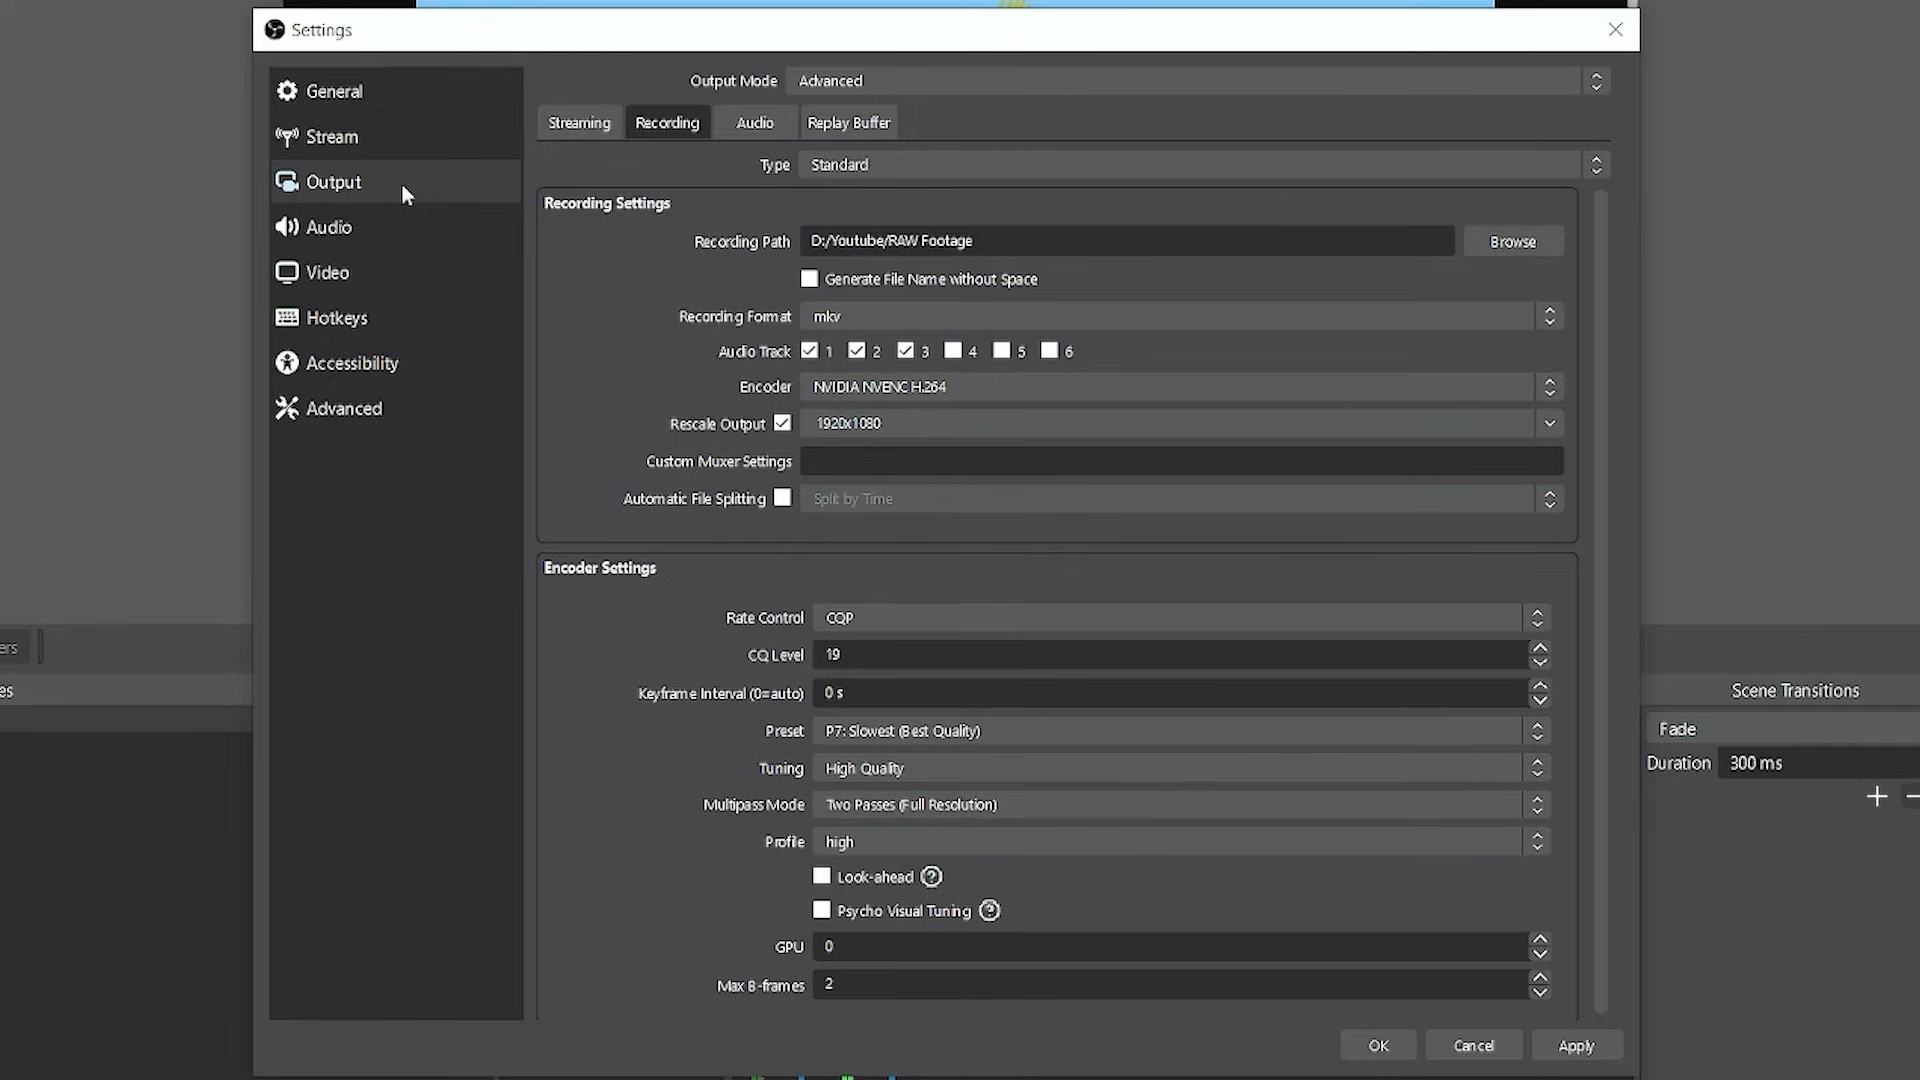 Settings
General
Stream
Output
Audio
Video
Hotkeys
Accessibility
Advanced
Output Mode Advanced
Streaming Recording Audio Replay Buffer
Type Standard
Recording Settings
Recording Path D:/Youtube/RAW Footage Browse
Generate File Name without Space
Recording Format mkv
Audio Track 1 2 3 4 5 6
Encoder NVIDIA NVENC H.264
Rescale Output 1920x1080
Custom Muxer Settings
Automatic File Splitting Split by Time
Encoder Settings
Rate Control CQP
CQ Level 19
Keyframe Interval (0=auto) 0 s
Preset P7: Slowest (Best Quality)
Tuning High Quality
Multipass Mode Two Passes (Full Resolution)
Profile high
Look-ahead ?
Psycho Visual Tuning ?
GPU 0
Max B-frames 2
OK Cancel Apply
ers
es
Scene Transitions
Fade
Duration 300 ms